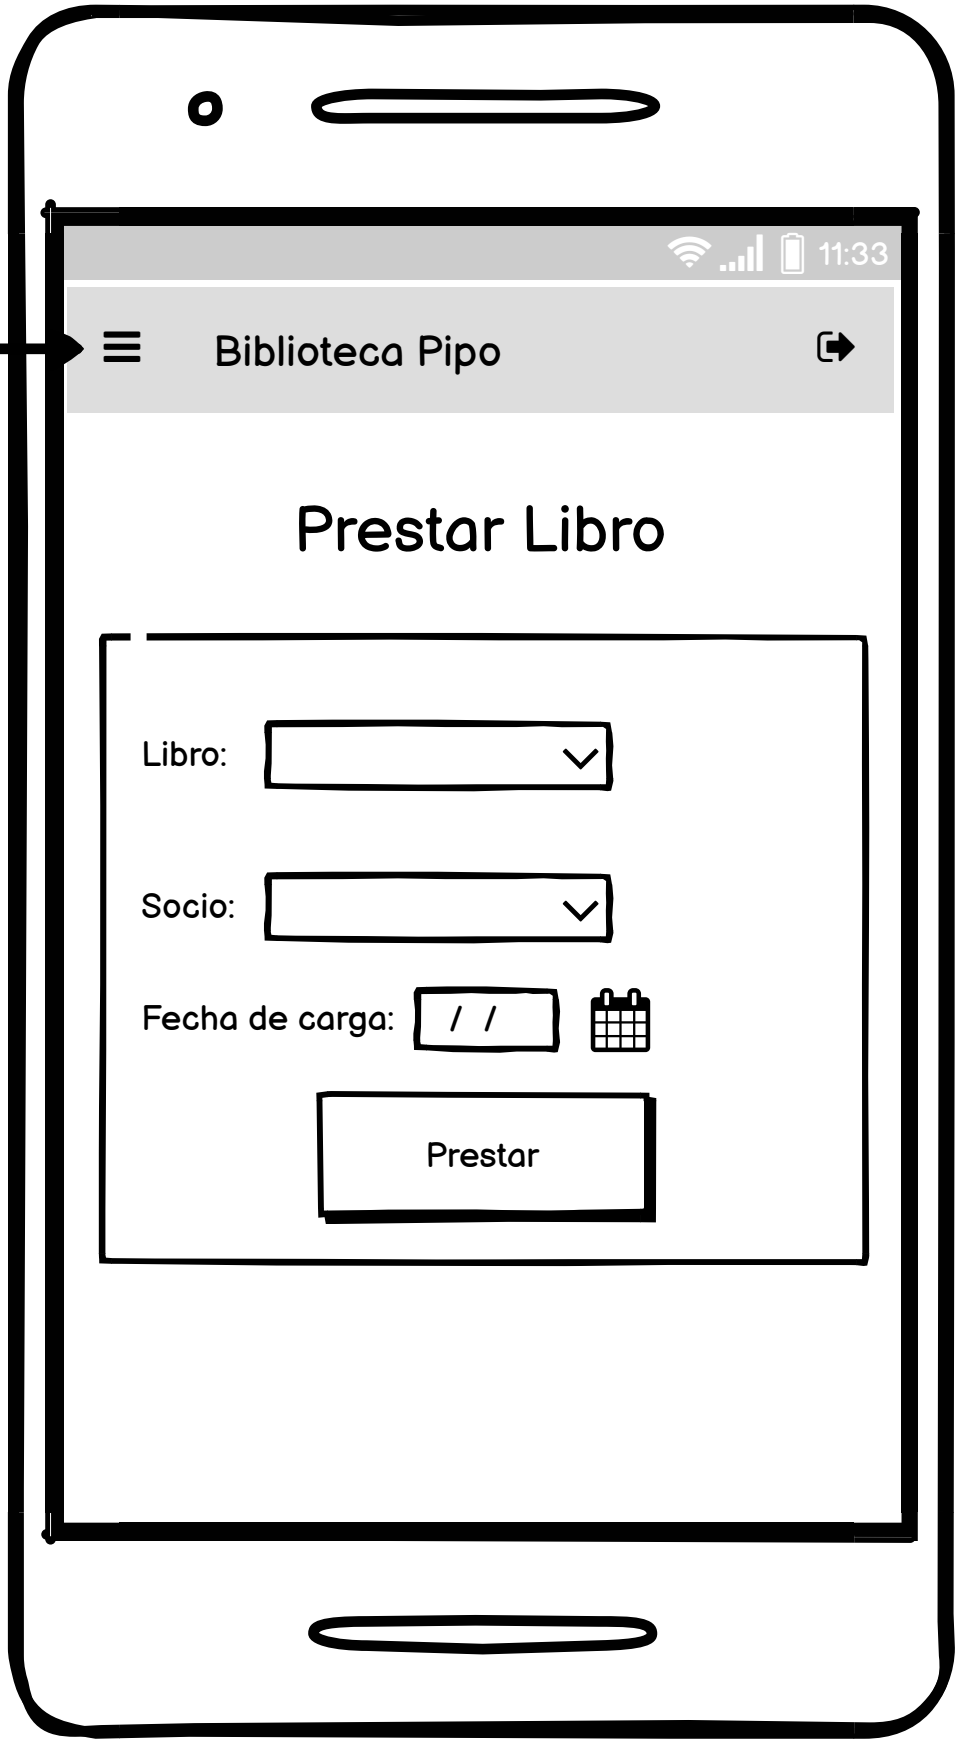 11:33
Biblioteca Pipo
Prestar Libro
Libro:
Socio:
Fecha de carga: / /
Prestar